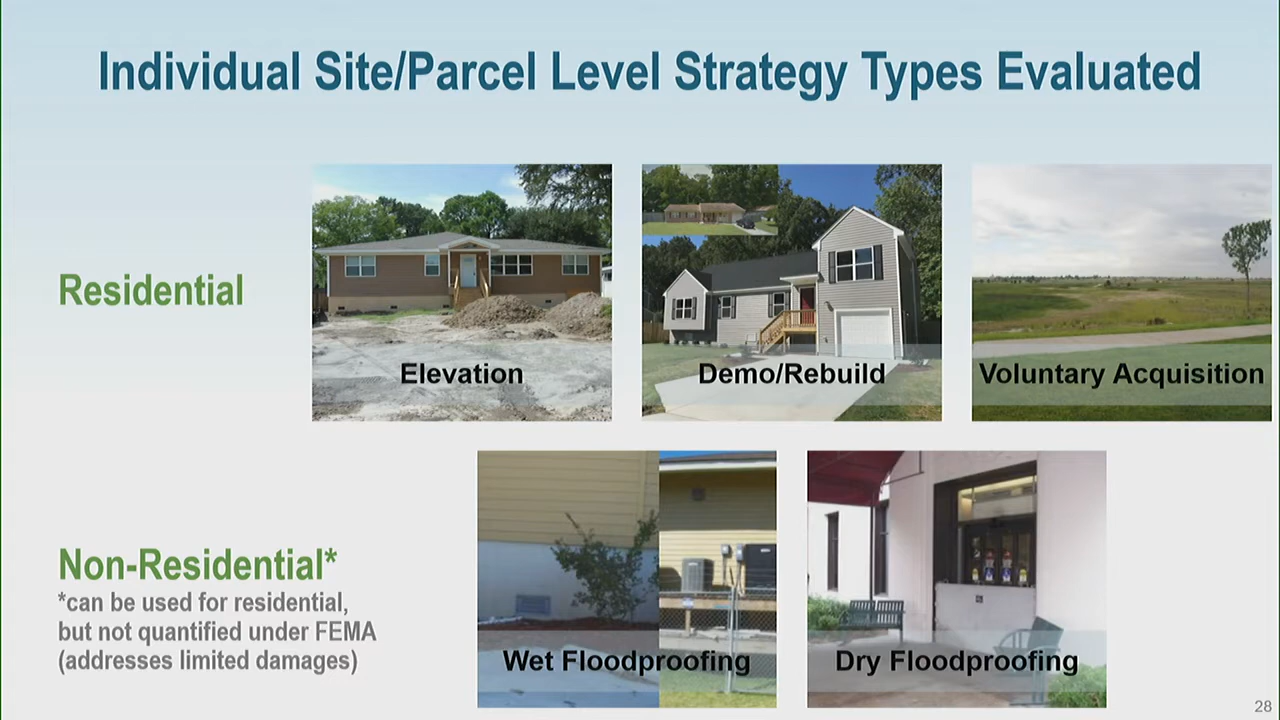 Individual Site/Parcel Level Strategy Types Evaluated
Residential
Elevation
Demo/Rebuild
Voluntary Acquisition
Non-Residential*
*can be used for residential,
but not quantified under FEMA
(addresses limited damages)
Wet Floodproofing
Dry Floodproofing
28